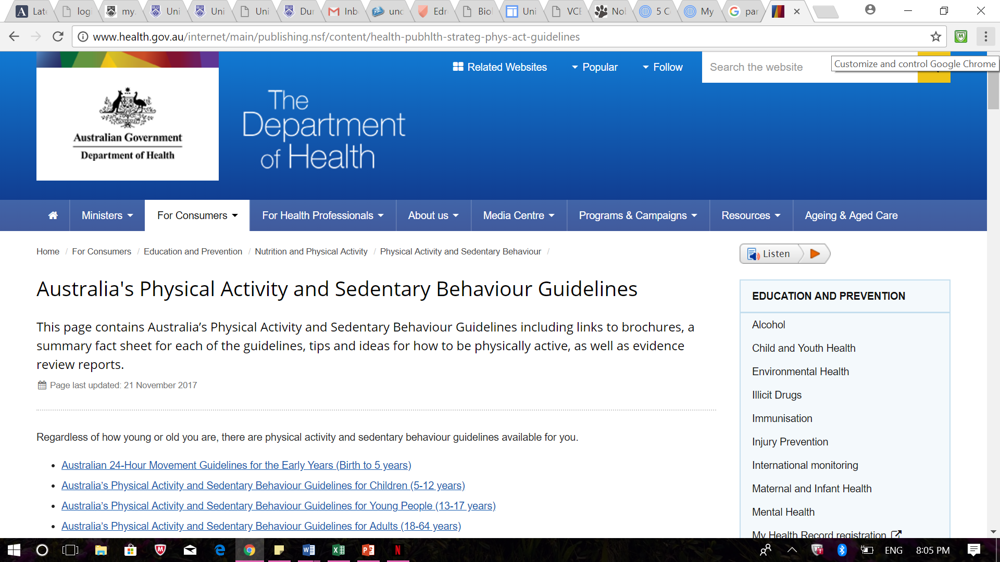 Late
logi
my.
Uni
Uni
Uni
Dur
Inb
unc
Edr
Biol
Uni
VCE
Nol
5 C
My
par
www.health.gov.au/internet/main/publishing.nsf/content/health-pubhlth-strateg-phys-act-guidelines
Customize and control Google Chrome
Related Websites
Popular
Follow
Search the website
Australian Government
Department of Health
The
Department
of Health
Ministers
For Consumers
For Health Professionals
About us
Media Centre
Programs & Campaigns
Resources
Ageing & Aged Care
Home / For Consumers / Education and Prevention / Nutrition and Physical Activity / Physical Activity and Sedentary Behaviour /
Listen
Australia's Physical Activity and Sedentary Behaviour Guidelines
This page contains Australia’s Physical Activity and Sedentary Behaviour Guidelines including links to brochures, a
summary fact sheet for each of the guidelines, tips and ideas for how to be physically active, as well as evidence
review reports.
Page last updated: 21 November 2017
Regardless of how young or old you are, there are physical activity and sedentary behaviour guidelines available for you.
• Australian 24-Hour Movement Guidelines for the Early Years (Birth to 5 years)
• Australia’s Physical Activity and Sedentary Behaviour Guidelines for Children (5-12 years)
• Australia’s Physical Activity and Sedentary Behaviour Guidelines for Young People (13-17 years)
• Australia’s Physical Activity and Sedentary Behaviour Guidelines for Adults (18-64 years)
EDUCATION AND PREVENTION
Alcohol
Child and Youth Health
Environmental Health
Illicit Drugs
Immunisation
Injury Prevention
International monitoring
Maternal and Infant Health
Mental Health
My Health Record registration
ENG
8:05 PM